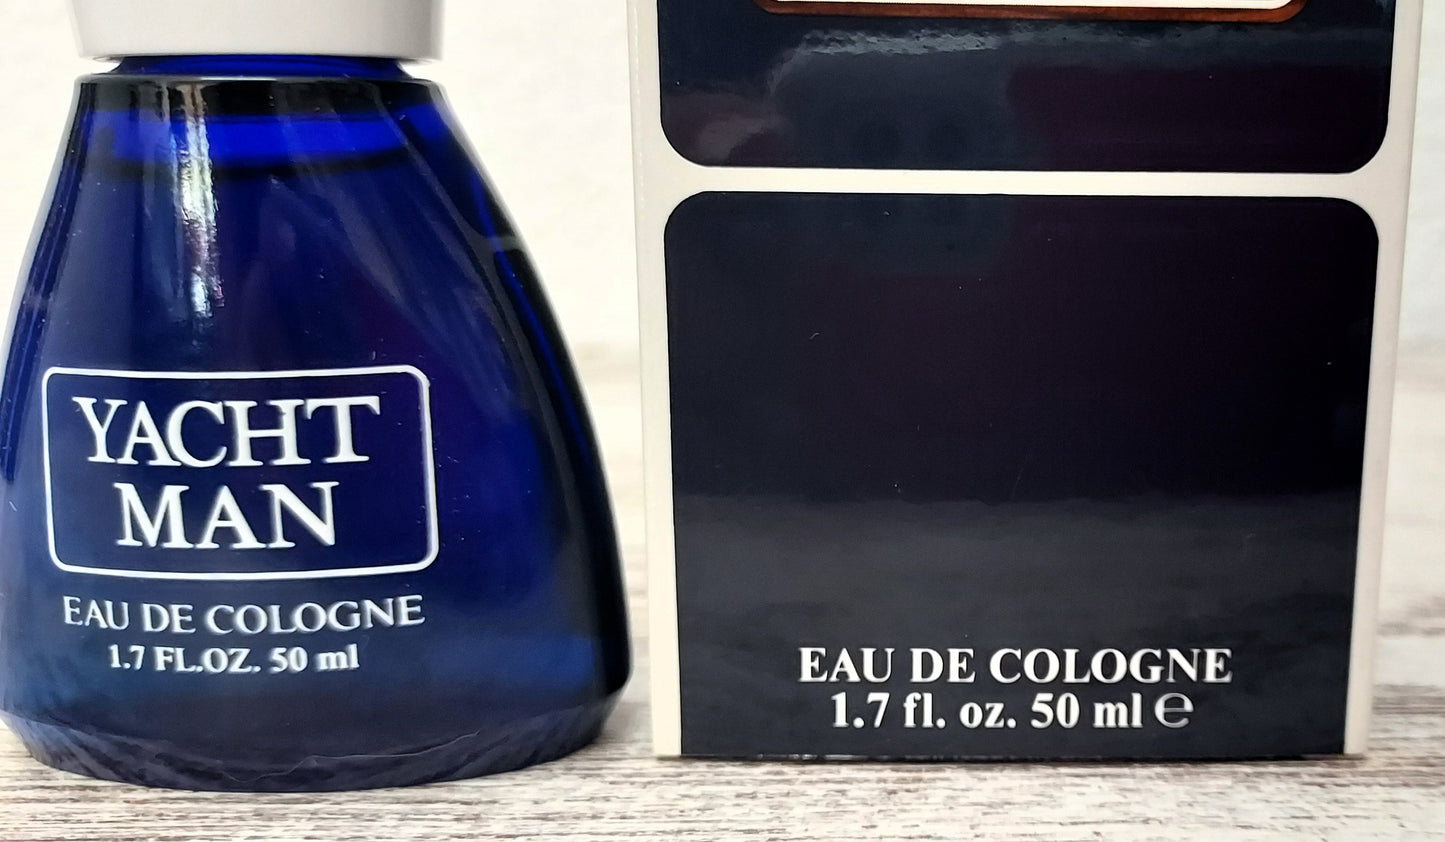 YACHT
MAN
EAU DE COLOGNE
1.7 FL.OZ. 50 ml
EAU DE COLOGNE
1.7 fl. oz. 50 ml ℮